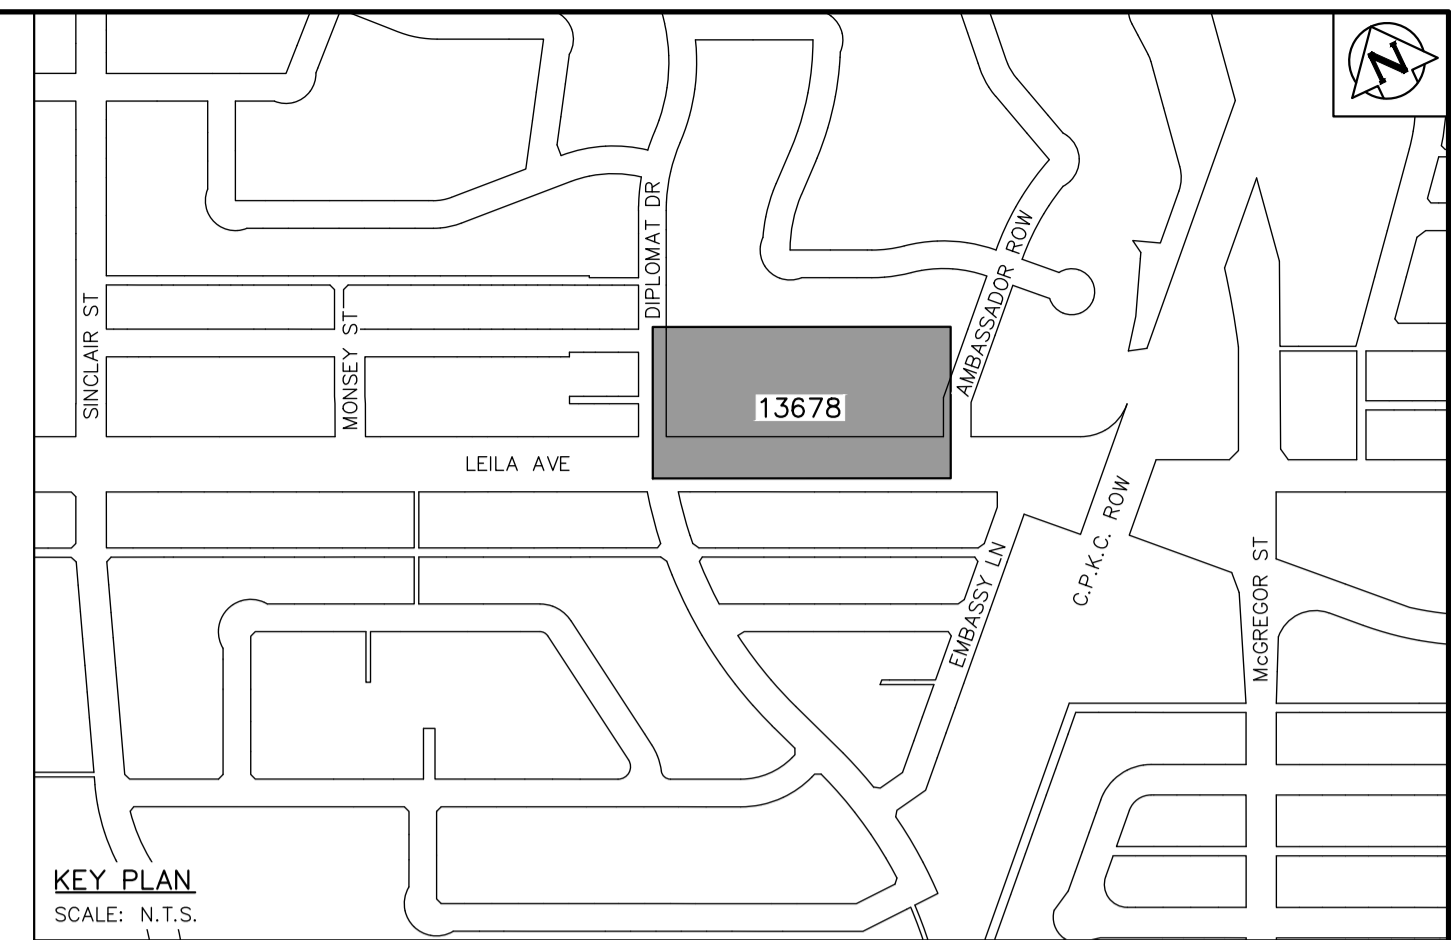 N
DIPLOMAT DR
AMBASSADOR ROW
SINCLAIR ST
MONSEY ST
13678
LEILA AVE
C.P.K.C. ROW
EMBASSY LN
McGREGOR ST
KEY PLAN
SCALE: N.T.S.